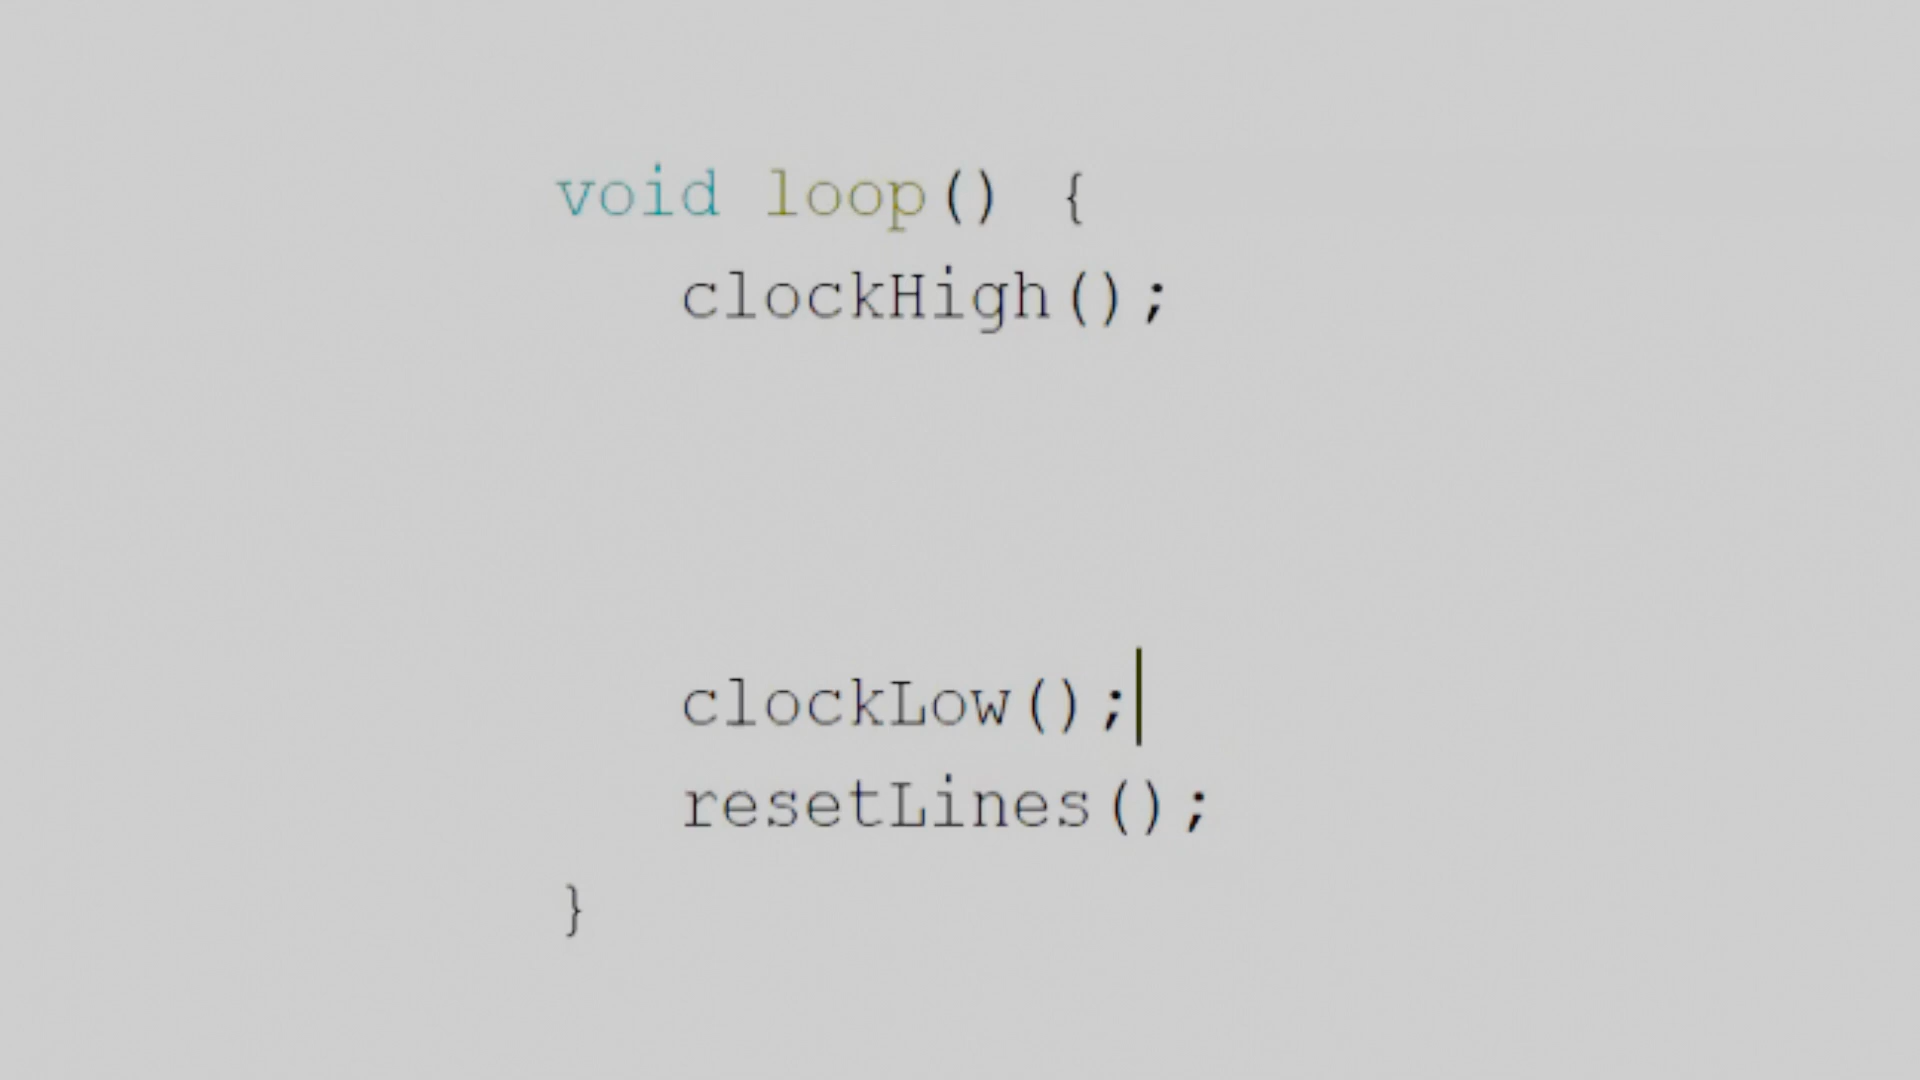 void loop() {
clockHigh();
clockLow();
resetLines();
}